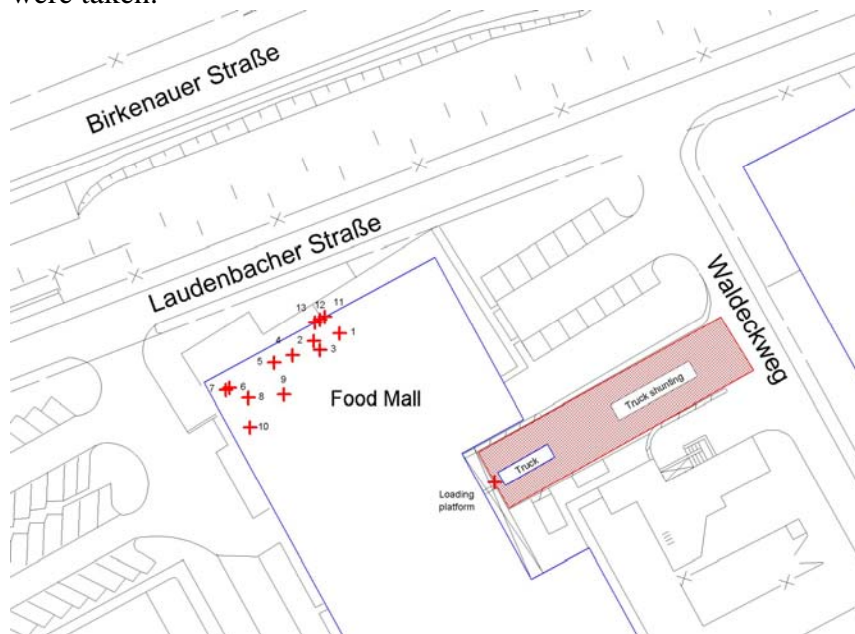 were taken.
Birkenauer Straße
Laudenbacher Straße
Waldeckweg
13
12
11
1
2
3
4
5
6
7
8
9
10
Food Mall
Truck shunting
Truck
Loading
platform